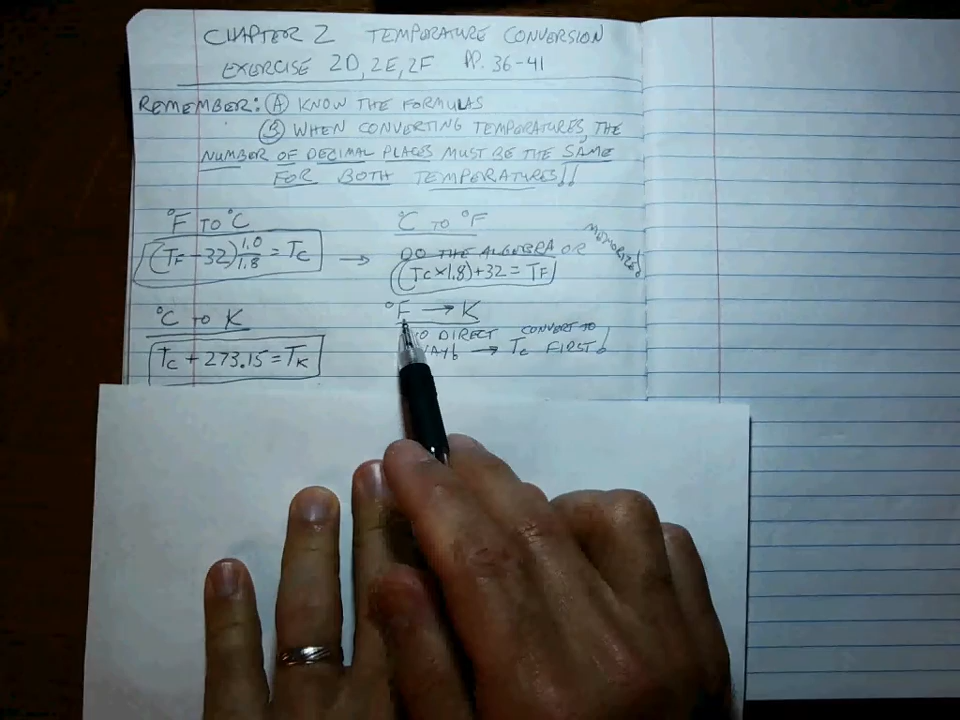 CHAPTER 2 TEMPERATURE CONVERSION
EXERCISE 2D, 2E, 2F PP. 36-41
REMEMBER: Ⓐ KNOW THE FORMULAS
Ⓑ WHEN CONVERTING TEMPERATURES, THE
NUMBER OF DECIMAL PLACES MUST BE THE SAME
FOR BOTH TEMPERATURES!!
°F TO °C
(TF - 32) 1.0/1.8 = TC →
°C TO °F
DO THE ALGEBRA OR
(TC × 1.8) + 32 = TF
MEMORIZE!
°C TO K
TC + 273.15 = TK
°F → K
DIRECT CONVERT TO
→ TC FIRST!